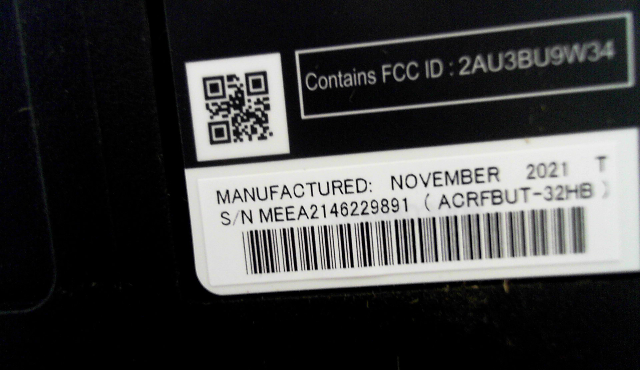 Contains FCC ID : 2AU3BU9W34
MANUFACTURED: NOVEMBER 2021 T
S/N MEEA2146229891 ( ACRFBUT-32HB )